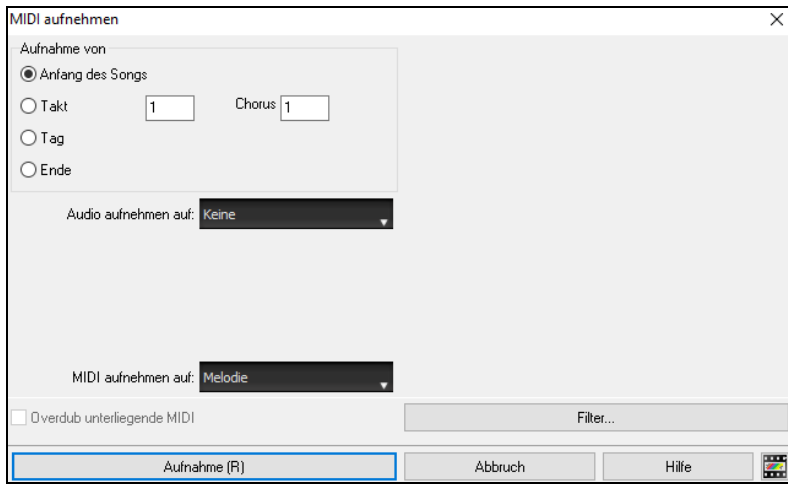 MIDI aufnehmen
Aufnahme von
Anfang des Songs
Takt 1 Chorus 1
Tag
Ende
Audio aufnehmen auf: Keine
MIDI aufnehmen auf: Melodie
Overdub unterliegende MIDI Filter...
Aufnahme (R) Abbruch Hilfe